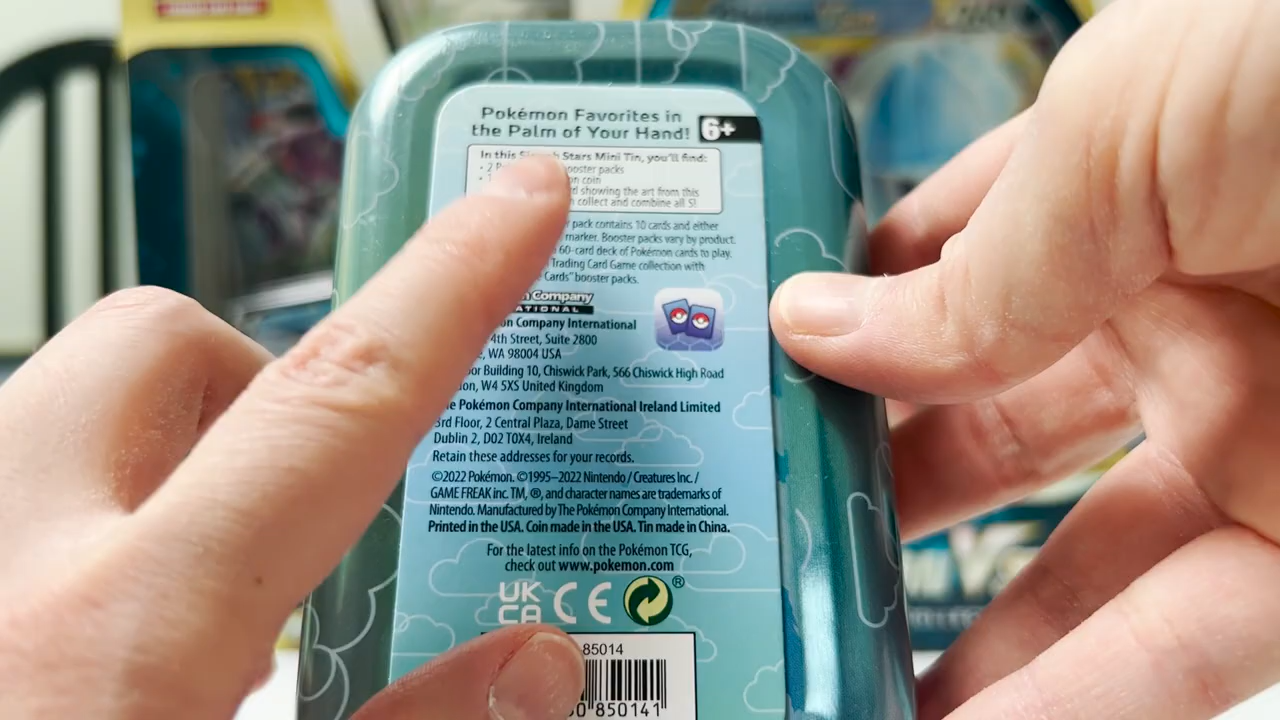 Pokémon Favorites in
the Palm of Your Hand!
6+
In this Stars Mini Tin, you'll find:
• 2 booster packs
coin
showing the art from this
collect and combine all 5!
pack contains 10 cards and either
marker. Booster packs vary by product.
60-card deck of Pokémon cards to play.
Trading Card Game collection with
Cards" booster packs.
Company
Company International
4th Street, Suite 2800
WA 98004 USA
Building 10, Chiswick Park, 566 Chiswick High Road
W4 5XS United Kingdom
Pokémon Company International Ireland Limited
3rd Floor, 2 Central Plaza, Dame Street
Dublin 2, D02 T0X4, Ireland
Retain these addresses for your records.
©2022 Pokémon. ©1995–2022 Nintendo / Creatures Inc. /
GAME FREAK inc. TM, ®, and character names are trademarks of
Nintendo. Manufactured by The Pokémon Company International.
Printed in the USA. Coin made in the USA. Tin made in China.
For the latest info on the Pokémon TCG,
check out www.pokemon.com
UK
CA CE ®
85014
0 850141